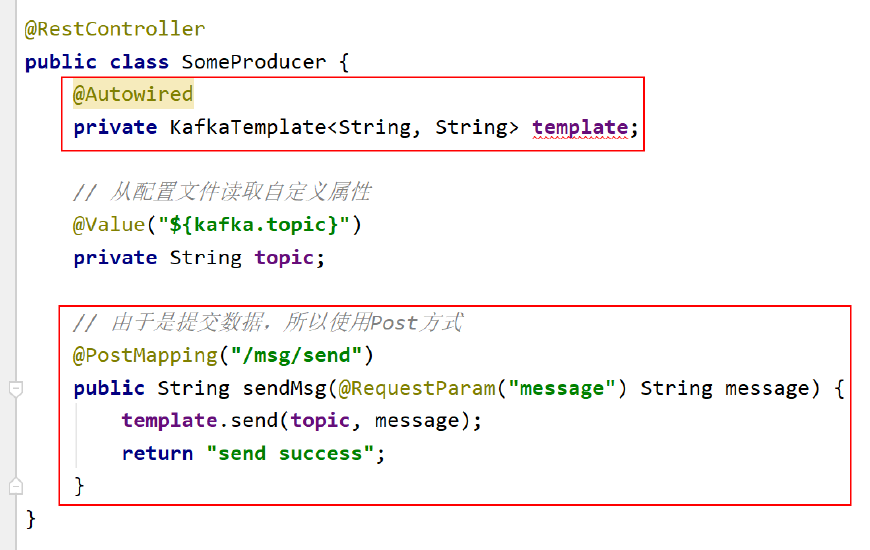 @RestController
public class SomeProducer {
@Autowired
private KafkaTemplate<String, String> template;
// 从配置文件读取自定义属性
@Value("${kafka.topic}")
private String topic;
// 由于是提交数据，所以使用Post方式
@PostMapping("/msg/send")
public String sendMsg(@RequestParam("message") String message) {
template.send(topic, message);
return "send success";
}
}